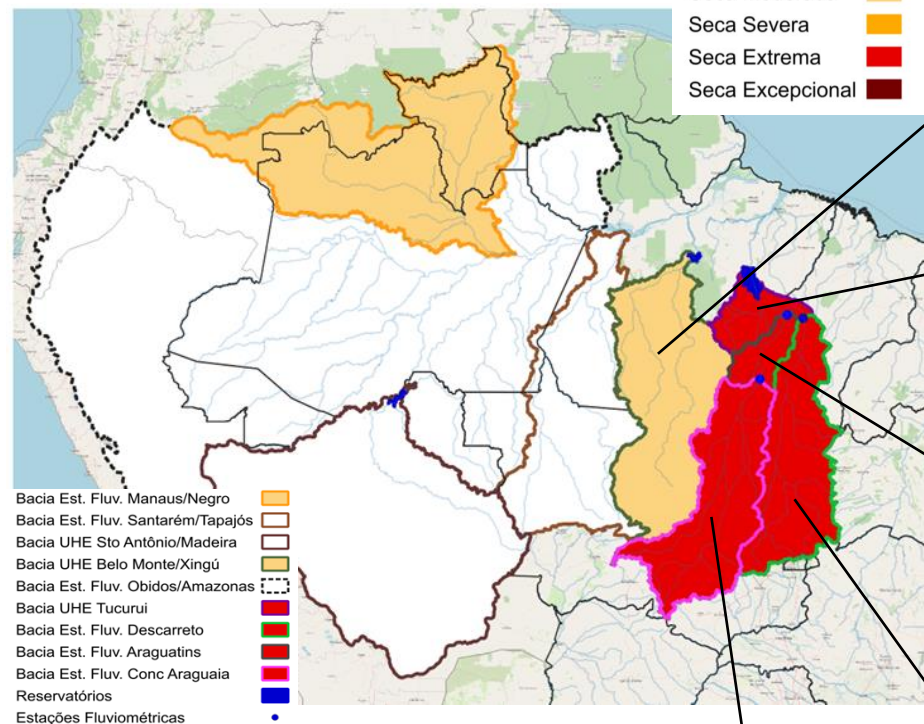 Seca Severa
Seca Extrema
Seca Excepcional
Bacia Est. Fluv. Manaus/Negro
Bacia Est. Fluv. Santarém/Tapajós
Bacia UHE Sto Antônio/Madeira
Bacia UHE Belo Monte/Xingú
Bacia Est. Fluv. Obidos/Amazonas
Bacia UHE Tucurui
Bacia Est. Fluv. Descarreto
Bacia Est. Fluv. Araguatins
Bacia Est. Fluv. Conc Araguaia
Reservatórios
Estações Fluviométricas